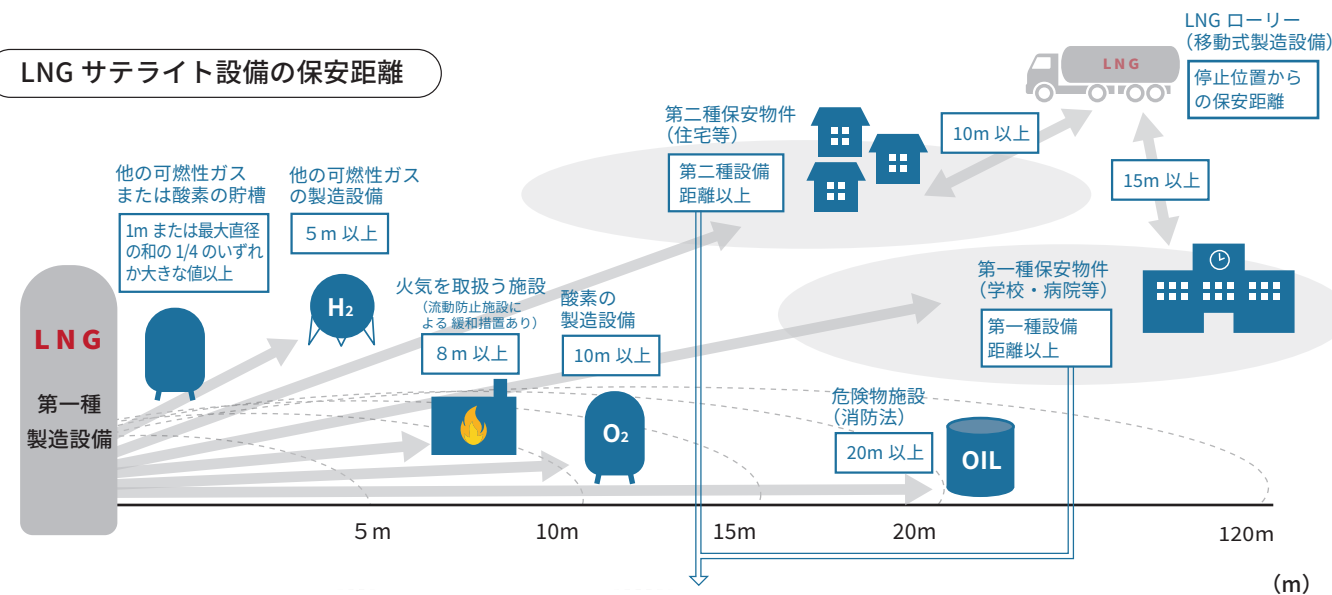 LNG サテライト設備の保安距離
LNG ローリー
（移動式製造設備）
停止位置から
の保安距離
LNG
第二種保安物件
（住宅等）
第二種設備
距離以上
10m 以上
15m 以上
他の可燃性ガス
または酸素の貯槽
1m または最大直径
の和の 1/4 のいずれ
か大きな値以上
他の可燃性ガス
の製造設備
５m 以上
H2
火気を取扱う施設
（流動防止施設に
よる 緩和措置あり）
８m 以上
酸素の
製造設備
10m 以上
O2
第一種保安物件
（学校・病院等）
第一種設備
距離以上
危険物施設
（消防法）
20m 以上
OIL
LNG
第一種
製造設備
５m
10m
15m
20m
120m
（m）